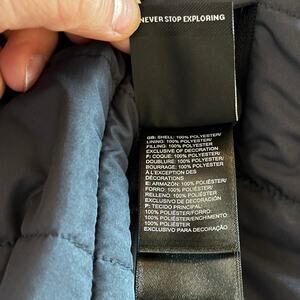 NEVER STOP EXPLORING
GB: SHELL: 100% POLYESTER/
LINING: 100% POLYESTER/
FILLING: 100% POLYESTER
EXCLUSIVE OF DECORATION
F: COQUE: 100% POLYESTER/
DOUBLURE: 100% POLYESTER/
BOURRAGE: 100% POLYESTER
À L'EXCEPTION DES
DÉCORATIONS
E: ARMAZÓN: 100% POLIÉSTER/
FORRO: 100% POLIÉSTER/
RELLENO: 100% POLIÉSTER
EXCLUSIVO DE DECORACIÓN
P: TECIDO PRINCIPAL:
100% POLIÉSTER/FORRO:
100% POLIÉSTER/ENCHIMENTO:
100% POLIÉSTER
EXCLUSIVO PARA DECORAÇÃO